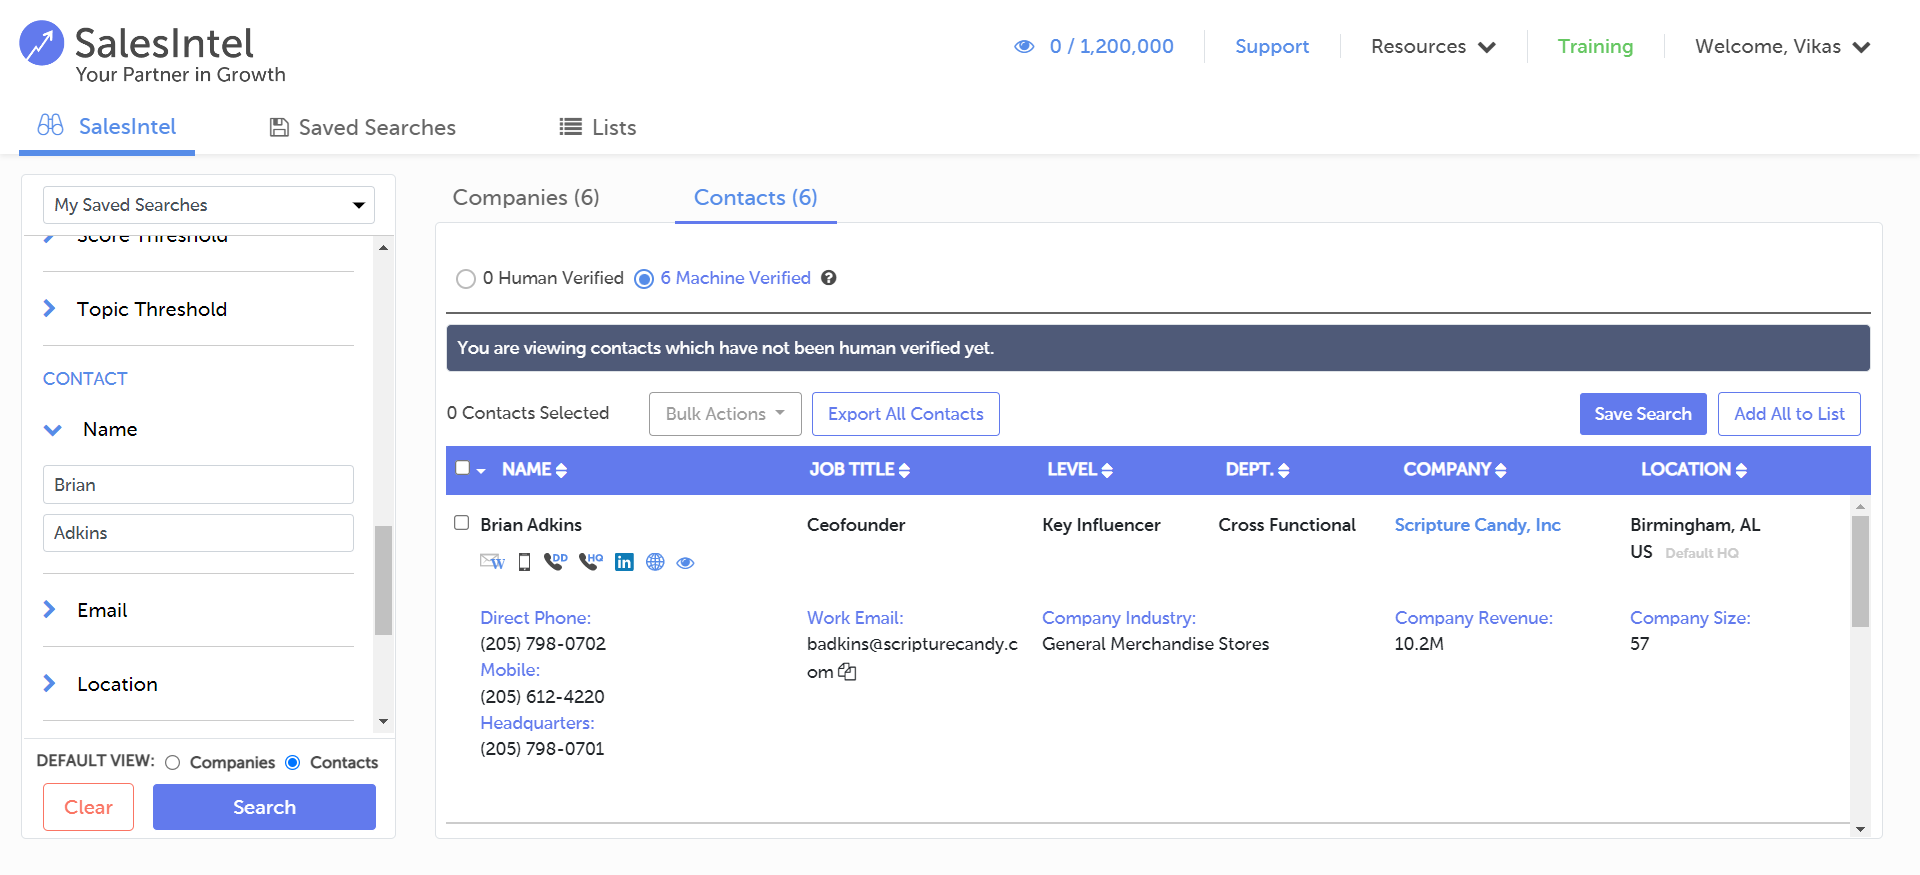 SalesIntel
Your Partner in Growth
0 / 1,200,000
Support
Resources
Training
Welcome, Vikas
SalesIntel
Saved Searches
Lists
My Saved Searches
Score Threshold
Topic Threshold
CONTACT
Name
Brian
Adkins
Email
Location
DEFAULT VIEW: Companies Contacts
Clear
Search
Companies (6)
Contacts (6)
0 Human Verified 6 Machine Verified ?
You are viewing contacts which have not been human verified yet.
0 Contacts Selected
Bulk Actions
Export All Contacts
Save Search
Add All to List
NAME JOB TITLE LEVEL DEPT. COMPANY LOCATION
Brian Adkins Ceofounder Key Influencer Cross Functional Scripture Candy, Inc Birmingham, AL
US Default HQ
W DD HQ in
Direct Phone:
(205) 798-0702
Mobile:
(205) 612-4220
Headquarters:
(205) 798-0701
Work Email:
badkins@scripturecandy.c
om
Company Industry:
General Merchandise Stores
Company Revenue:
10.2M
Company Size:
57